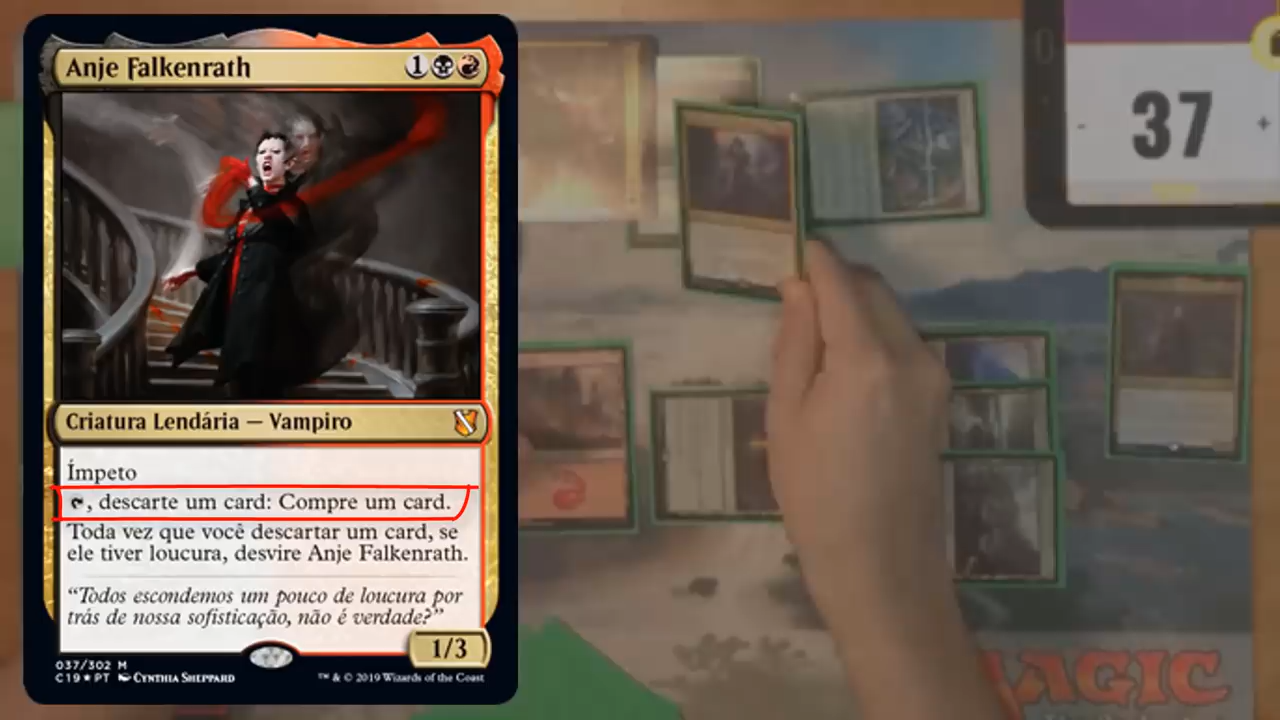 Anje Falkenrath
1
Criatura Lendária — Vampiro
Ímpeto
, descarte um card: Compre um card.
Toda vez que você descartar um card, se
ele tiver loucura, desvire Anje Falkenrath.
“Todos escondemos um pouco de loucura por
trás de nossa sofisticação, não é verdade?”
1/3
037/302 M
C19 ★ PT Cynthia Sheppard
™ & © 2019 Wizards of the Coast
- 37 +
MAGIC